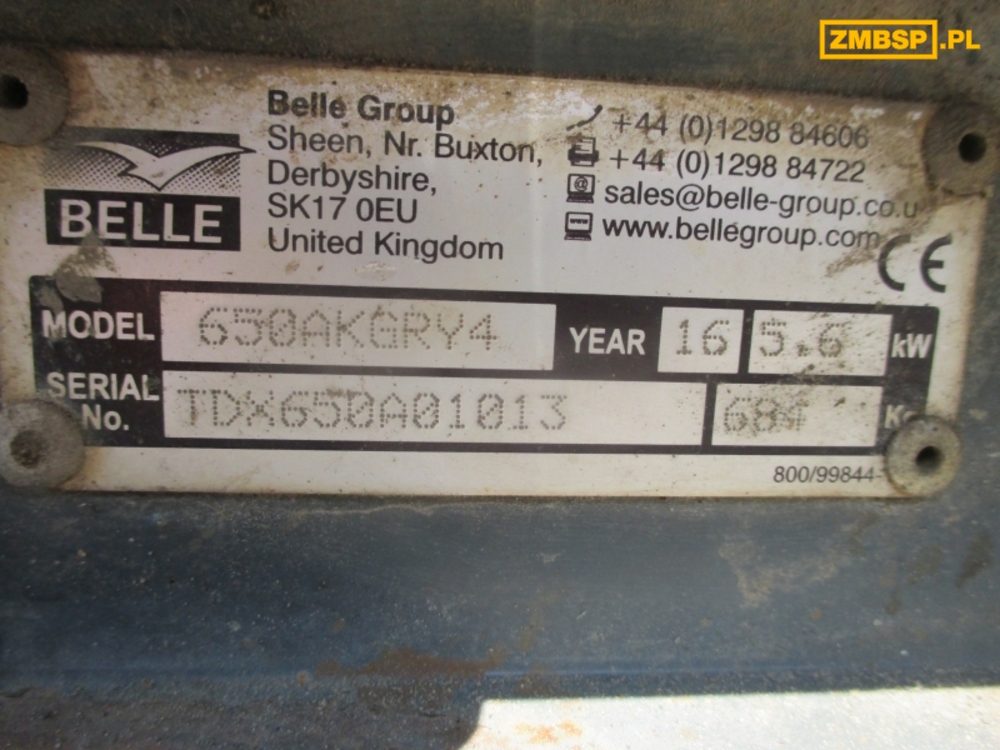 ZMBSP.PL
Belle Group
Sheen, Nr. Buxton,
Derbyshire,
SK17 0EU
United Kingdom
BELLE
+44 (0)1298 84606
+44 (0)1298 84722
sales@belle-group.co.u
www
www.bellegroup.com
CE
MODEL 650AKGRY4 YEAR 16 5.6 kW
SERIAL No. TDX650A01013
800/99844-